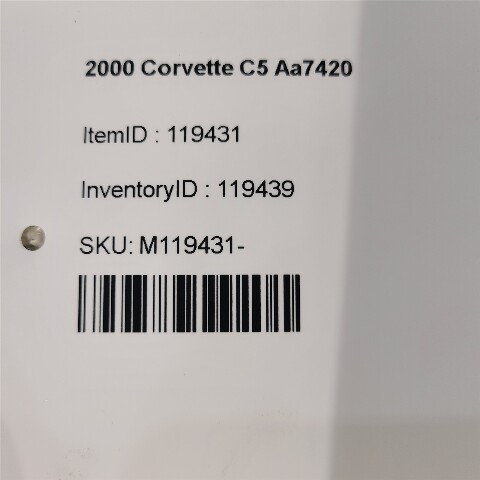 2000 Corvette C5 Aa7420
ItemID : 119431
InventoryID : 119439
SKU: M119431-